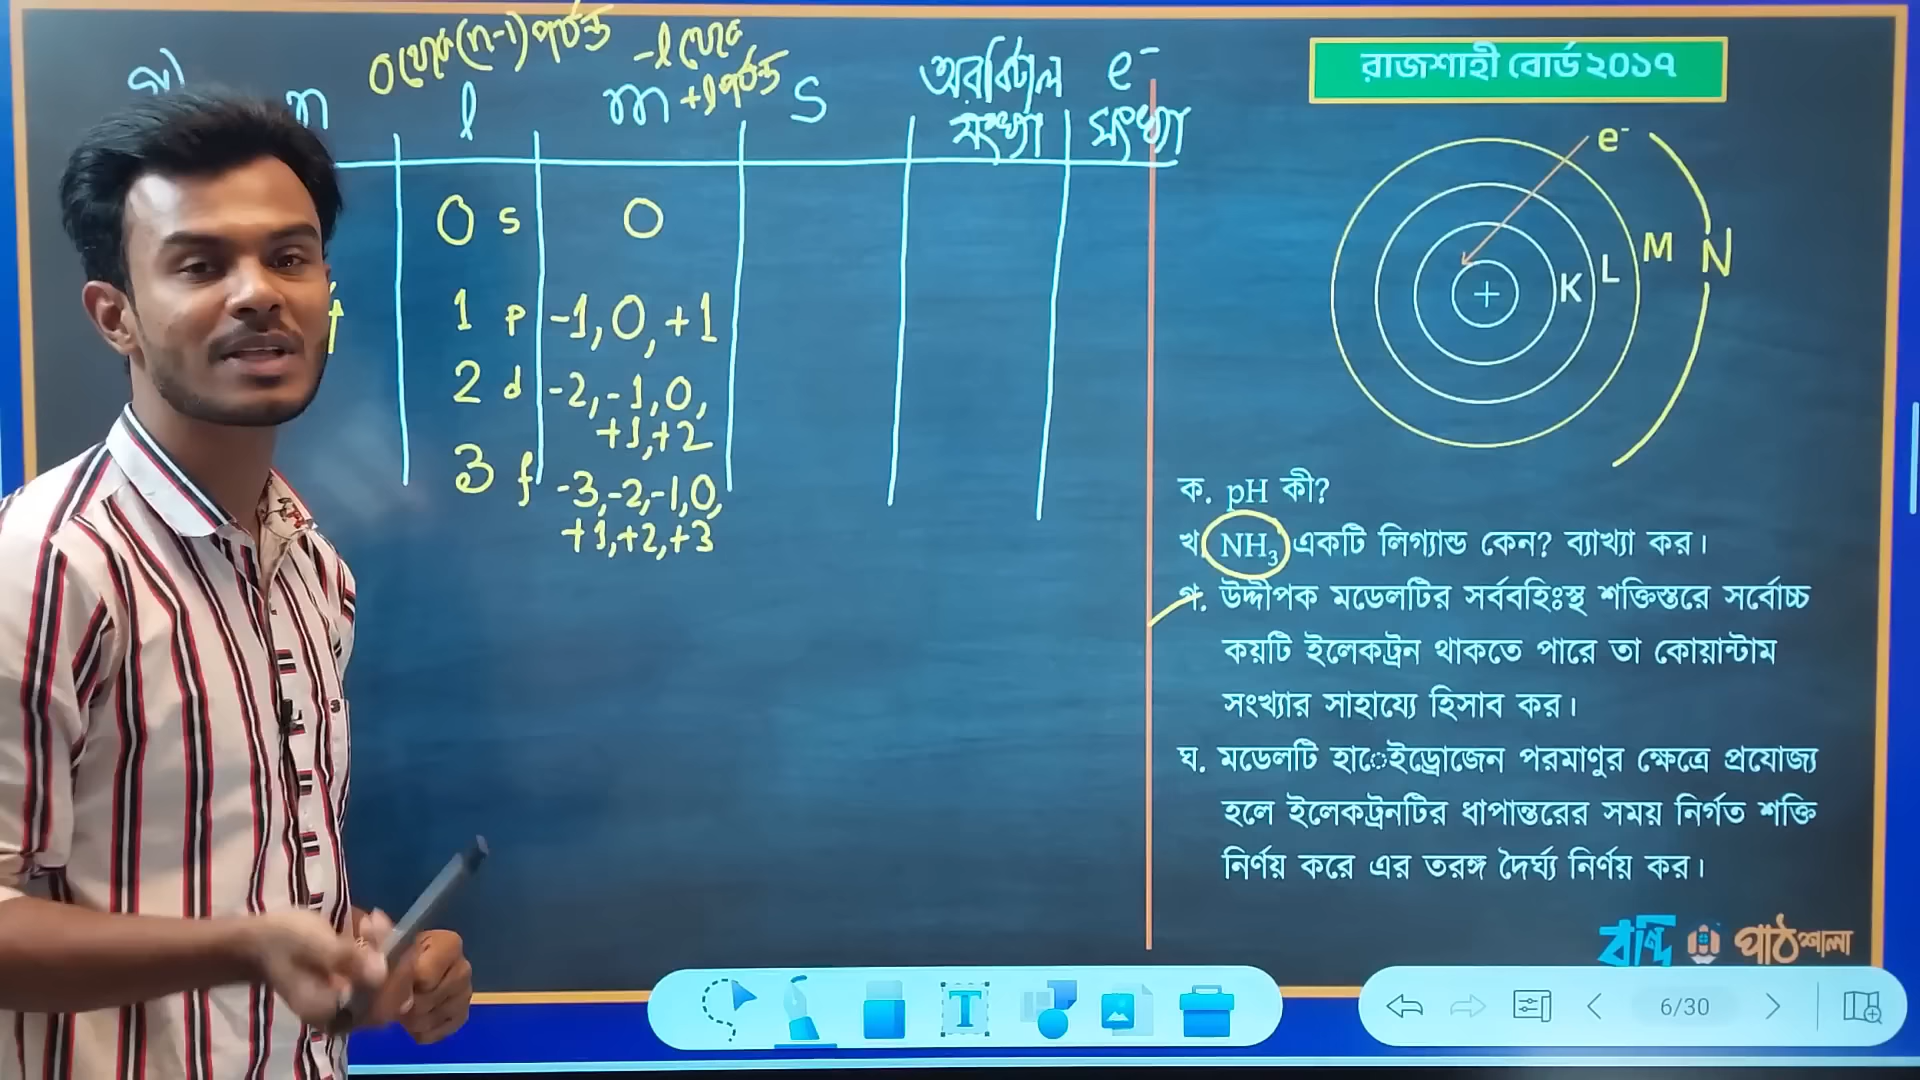 রাজশাহী বোর্ড ২০১৭
গ)
0 থেকে (n-1) পর্যন্ত
-l থেকে
+l পর্যন্ত
n l m s অরবিটাল সংখ্যা e⁻ সংখ্যা
0 s 0
1 p -1, 0, +1
2 d -2, -1, 0,
+1, +2
3 f -3, -2, -1, 0,
+1, +2, +3
e⁻
+ K L M N
ক. pH কী?
খ. NH₃ একটি লিগ্যান্ড কেন? ব্যাখ্যা কর।
গ. উদ্দীপক মডেলটির সর্ববহিঃস্থ শক্তিস্তরে সর্বোচ্চ
কয়টি ইলেকট্রন থাকতে পারে তা কোয়ান্টাম
সংখ্যার সাহায্যে হিসাব কর।
ঘ. মডেলটি হােইড্রোজেন পরমাণুর ক্ষেত্রে প্রযোজ্য
হলে ইলেকট্রনটির ধাপান্তরের সময় নির্গত শক্তি
নির্ণয় করে এর তরঙ্গ দৈর্ঘ্য নির্ণয় কর।
বন্দি পাঠশালা
T
6/30